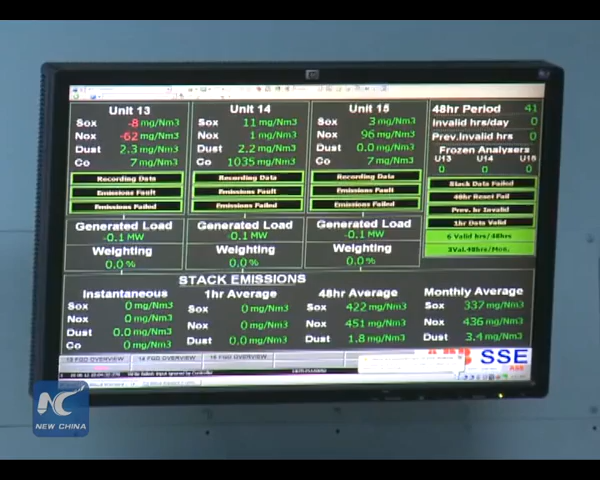 Unit 13
Sox -8 mg/Nm3
Nox -62 mg/Nm3
Dust 2.3 mg/Nm3
Co 7 mg/Nm3
Recording Data
Emissions Fault
Emissions Failed
Generated Load
-0.1 MW
Weighting
0.0 %
Unit 14
Sox 11 mg/Nm3
Nox 1 mg/Nm3
Dust 2.2 mg/Nm3
Co 1035 mg/Nm3
Recording Data
Emissions Fault
Emissions Failed
Generated Load
-0.1 MW
Weighting
0.0 %
Unit 15
Sox 3 mg/Nm3
Nox 96 mg/Nm3
Dust 0.0 mg/Nm3
Co 7 mg/Nm3
Recording Data
Emissions Fault
Emissions Failed
Generated Load
-0.1 MW
Weighting
0.0 %
48hr Period 41
Invalid hrs/day 0
Prev.Invalid hrs 0
Frozen Analysers
U13 U14 U15
0 0 0
Stack Data Failed
48hr Reset Fail
Prev. hr Invalid
1hr Data Valid
6 Valid hrs/48hrs
3Val.48hrs/Mon.
STACK EMISSIONS
Instantaneous
Sox 0 mg/Nm3
Nox 0 mg/Nm3
Dust 0.0 mg/Nm3
Co 0 mg/Nm3
1hr Average
Sox 0 mg/Nm3
Nox 0 mg/Nm3
Dust 0.0 mg/Nm3
48hr Average
Sox 422 mg/Nm3
Nox 451 mg/Nm3
Dust 1.8 mg/Nm3
Monthly Average
Sox 337 mg/Nm3
Nox 436 mg/Nm3
Dust 3.4 mg/Nm3
13 FGD OVERVIEW
14 FGD OVERVIEW
15 FGD OVERVIEW
ABB SSE
ABB
NEW CHINA